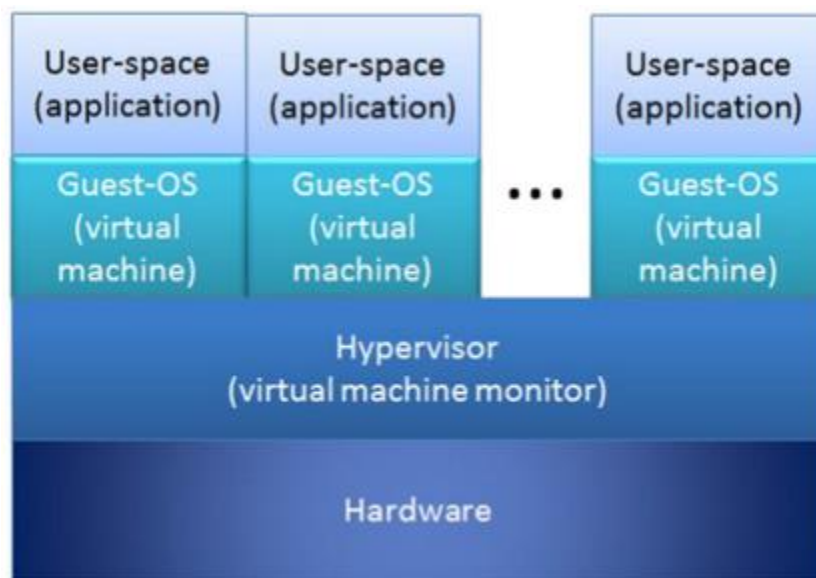 User-space
(application)
User-space
(application)
User-space
(application)
Guest-OS
(virtual
machine)
Guest-OS
(virtual
machine)
...
Guest-OS
(virtual
machine)
Hypervisor
(virtual machine monitor)
Hardware